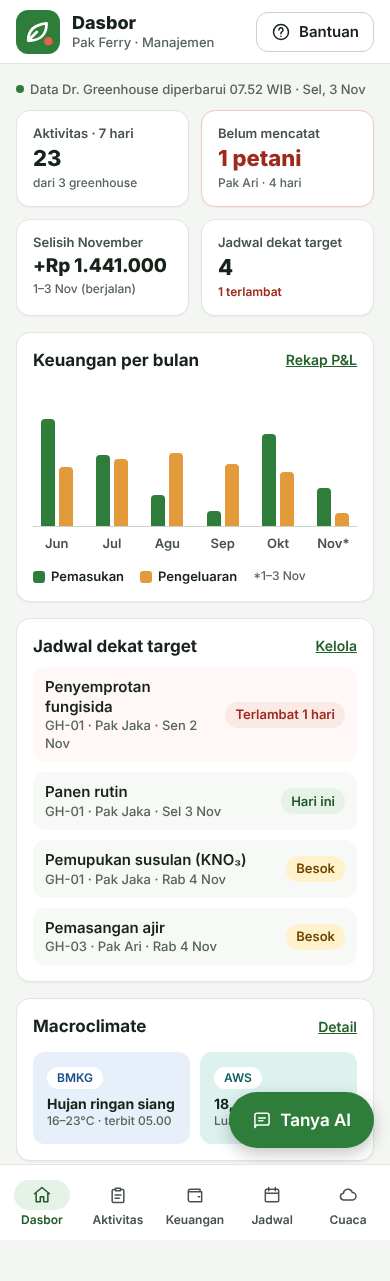 Dasbor
Pak Ferry · Manajemen
Bantuan
Data Dr. Greenhouse diperbarui 07.52 WIB · Sel, 3 Nov
Aktivitas · 7 hari
23
dari 3 greenhouse
Belum mencatat
1 petani
Pak Ari · 4 hari
Selisih November
+Rp 1.441.000
1–3 Nov (berjalan)
Jadwal dekat target
4
1 terlambat
Keuangan per bulan
Rekap P&L
Jun Jul Agu Sep Okt Nov*
Pemasukan Pengeluaran *1–3 Nov
Jadwal dekat target
Kelola
Penyemprotan
fungisida
GH-01 · Pak Jaka · Sen 2
Nov
Terlambat 1 hari
Panen rutin
GH-01 · Pak Jaka · Sel 3 Nov
Hari ini
Pemupukan susulan (KNO₃)
GH-01 · Pak Jaka · Rab 4 Nov
Besok
Pemasangan ajir
GH-03 · Pak Ari · Rab 4 Nov
Besok
Macroclimate
Detail
BMKG
Hujan ringan siang
16–23°C · terbit 05.00
AWS
18,
Tanya AI
Dasbor Aktivitas Keuangan Jadwal Cuaca